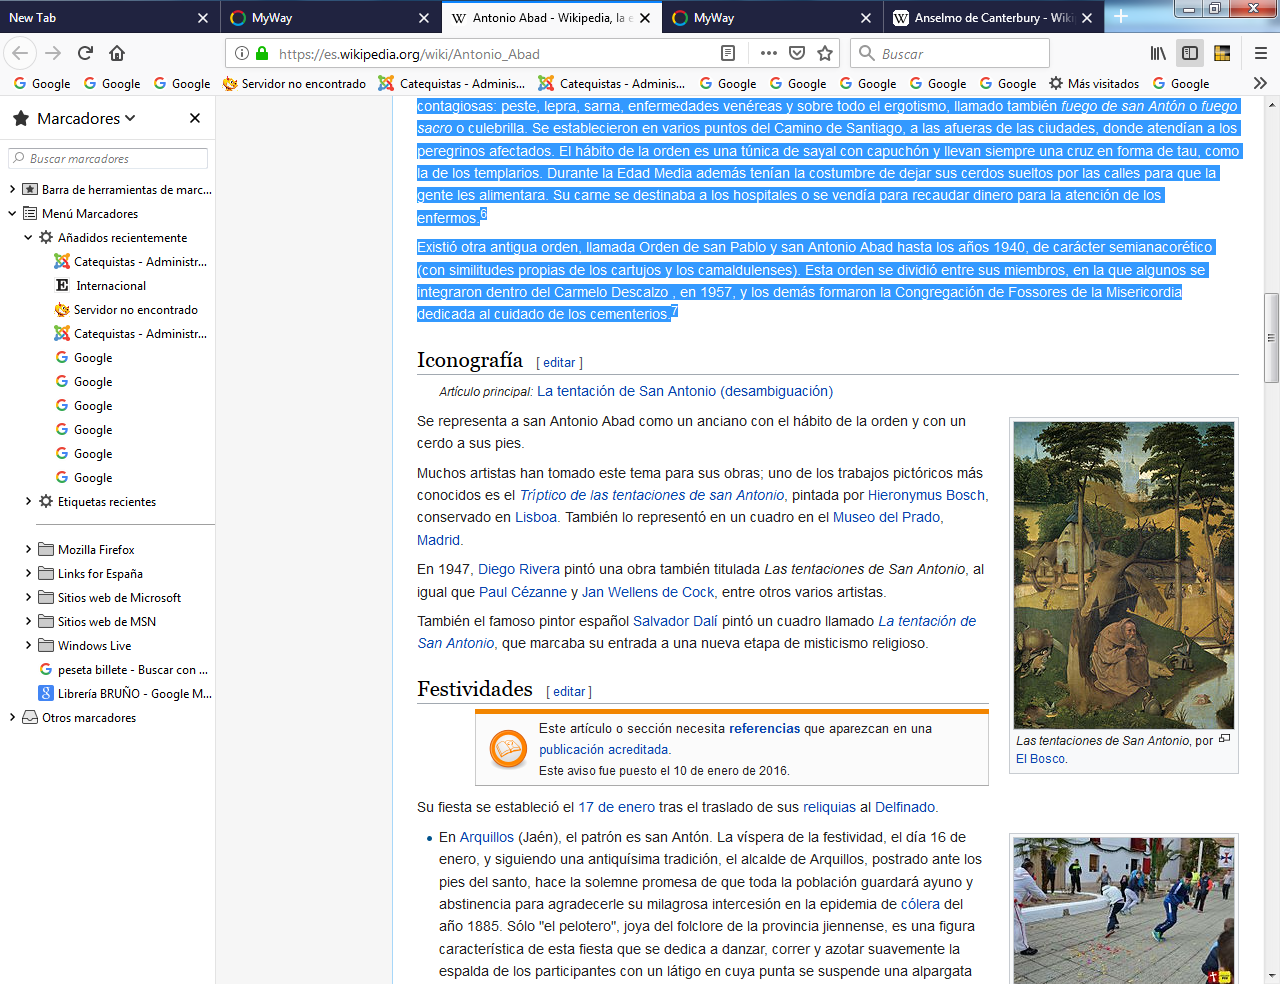 New Tab
MyWay
Antonio Abad - Wikipedia, la e
MyWay
Anselmo de Canterbury - Wiki
https://es.wikipedia.org/wiki/Antonio_Abad
Buscar
Google
Google
Google
Servidor no encontrado
Catequistas - Adminis...
Catequistas - Adminis...
Google
Google
Google
Google
Google
Más visitados
Google
Marcadores
Buscar marcadores
Barra de herramientas de marc...
Menú Marcadores
Añadidos recientemente
Catequistas - Administr...
Internacional
Servidor no encontrado
Catequistas - Administr...
Google
Google
Google
Google
Google
Google
Etiquetas recientes
Mozilla Firefox
Links for España
Sitios web de Microsoft
Sitios web de MSN
Windows Live
peseta billete - Buscar con ...
Librería BRUÑO - Google M...
Otros marcadores
contagiosas: peste, lepra, sarna, enfermedades venéreas y sobre todo el ergotismo, llamado también fuego de san Antón o fuego
sacro o culebrilla. Se establecieron en varios puntos del Camino de Santiago, a las afueras de las ciudades, donde atendían a los
peregrinos afectados. El hábito de la orden es una túnica de sayal con capuchón y llevan siempre una cruz en forma de tau, como
la de los templarios. Durante la Edad Media además tenían la costumbre de dejar sus cerdos sueltos por las calles para que la
gente les alimentara. Su carne se destinaba a los hospitales o se vendía para recaudar dinero para la atención de los
enfermos.6
Existió otra antigua orden, llamada Orden de san Pablo y san Antonio Abad hasta los años 1940, de carácter semianacorético
(con similitudes propias de los cartujos y los camaldulenses). Esta orden se dividió entre sus miembros, en la que algunos se
integraron dentro del Carmelo Descalzo , en 1957, y los demás formaron la Congregación de Fossores de la Misericordia
dedicada al cuidado de los cementerios.7
Iconografía [ editar ]
Artículo principal: La tentación de San Antonio (desambiguación)
Se representa a san Antonio Abad como un anciano con el hábito de la orden y con un
cerdo a sus pies.
Muchos artistas han tomado este tema para sus obras; uno de los trabajos pictóricos más
conocidos es el Tríptico de las tentaciones de san Antonio, pintada por Hieronymus Bosch,
conservado en Lisboa. También lo representó en un cuadro en el Museo del Prado,
Madrid.
En 1947, Diego Rivera pintó una obra también titulada Las tentaciones de San Antonio, al
igual que Paul Cézanne y Jan Wellens de Cock, entre otros varios artistas.
También el famoso pintor español Salvador Dalí pintó un cuadro llamado La tentación de
San Antonio, que marcaba su entrada a una nueva etapa de misticismo religioso.
Las tentaciones de San Antonio, por
El Bosco.
Festividades [ editar ]
Este artículo o sección necesita referencias que aparezcan en una
publicación acreditada.
Este aviso fue puesto el 10 de enero de 2016.
Su fiesta se estableció el 17 de enero tras el traslado de sus reliquias al Delfinado.
En Arquillos (Jaén), el patrón es san Antón. La víspera de la festividad, el día 16 de
enero, y siguiendo una antiquísima tradición, el alcalde de Arquillos, postrado ante los
pies del santo, hace la solemne promesa de que toda la población guardará ayuno y
abstinencia para agradecerle su milagrosa intercesión en la epidemia de cólera del
año 1885. Sólo "el pelotero", joya del folclore de la provincia jiennense, es una figura
característica de esta fiesta que se dedica a danzar, correr y azotar suavemente la
espalda de los participantes con un látigo en cuya punta se suspende una alpargata